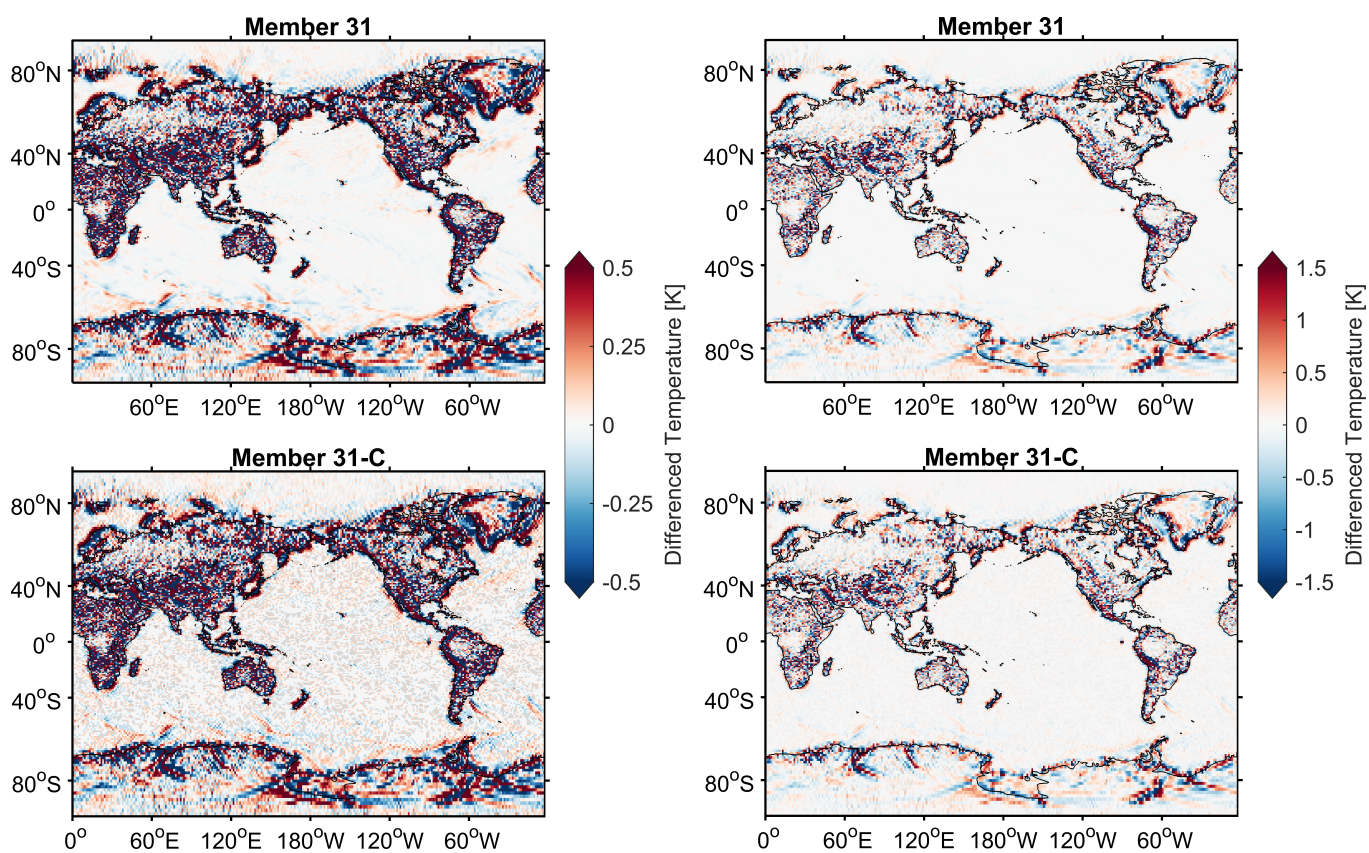 Member 31
80°N
40°N
0°
40°S
80°S
60°E 120°E 180°W 120°W 60°W
Member 31
80°N
40°N
0°
40°S
80°S
60°E 120°E 180°W 120°W 60°W
0.5
0.25
0
-0.25
-0.5
Differenced Temperature [K]
1.5
1
0.5
0
-0.5
-1
-1.5
Differenced Temperature [K]
Member 31-C
80°N
40°N
0°
40°S
80°S
0° 60°E 120°E 180°W 120°W 60°W
Member 31-C
80°N
40°N
0°
40°S
80°S
0° 60°E 120°E 180°W 120°W 60°W